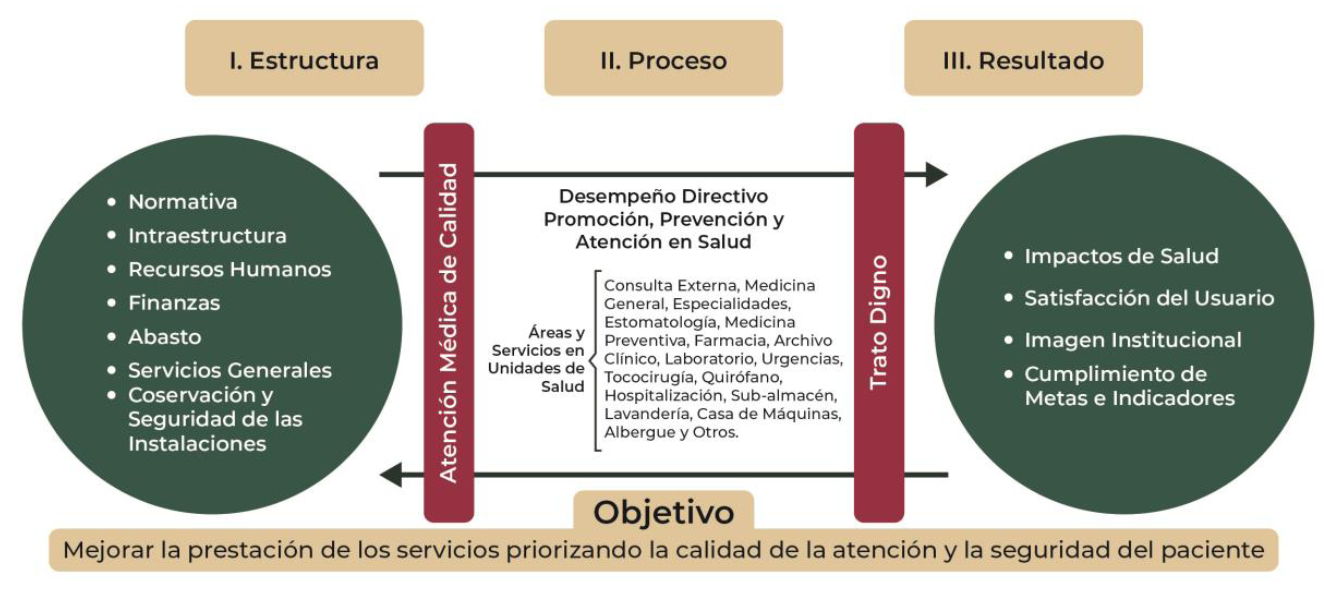 I. Estructura
II. Proceso
III. Resultado
• Normativa
• Intraestructura
• Recursos Humanos
• Finanzas
• Abasto
• Servicios Generales
• Coservación y
Seguridad de las
Instalaciones
Atención Médica de Calidad
Desempeño Directivo
Promoción, Prevención y
Atención en Salud
Áreas y
Servicios en
Unidades de
Salud
Consulta Externa, Medicina
General, Especialidades,
Estomatología, Medicina
Preventiva, Farmacia, Archivo
Clínico, Laboratorio, Urgencias,
Tococirugía, Quirófano,
Hospitalización, Sub-almacén,
Lavandería, Casa de Máquinas,
Albergue y Otros.
Trato Digno
• Impactos de Salud
• Satisfacción del Usuario
• Imagen Institucional
• Cumplimiento de
Metas e Indicadores
Objetivo
Mejorar la prestación de los servicios priorizando la calidad de la atención y la seguridad del paciente